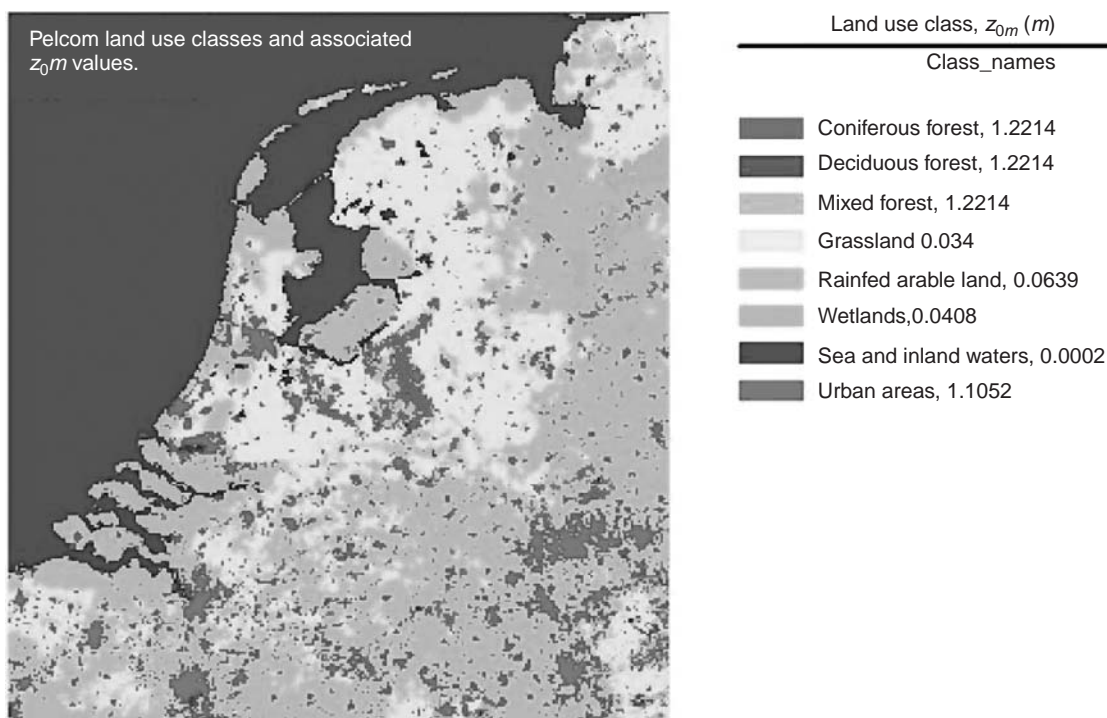 Pelcom land use classes and associated
z0m values.
Land use class, z0m (m)
Class_names
Coniferous forest, 1.2214
Deciduous forest, 1.2214
Mixed forest, 1.2214
Grassland 0.034
Rainfed arable land, 0.0639
Wetlands,0.0408
Sea and inland waters, 0.0002
Urban areas, 1.1052